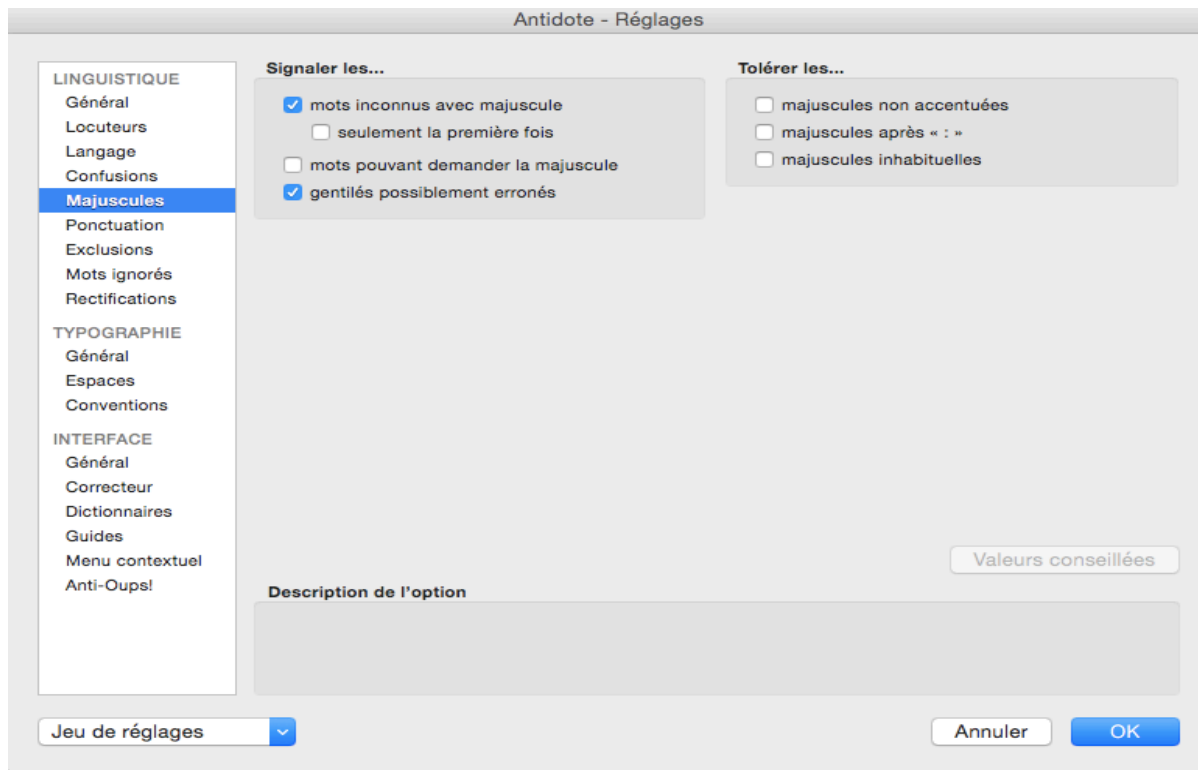 Antidote - Réglages
LINGUISTIQUE
Général
Locuteurs
Langage
Confusions
Majuscules
Ponctuation
Exclusions
Mots ignorés
Rectifications
TYPOGRAPHIE
Général
Espaces
Conventions
INTERFACE
Général
Correcteur
Dictionnaires
Guides
Menu contextuel
Anti-Oups!
Signaler les...
mots inconnus avec majuscule
seulement la première fois
mots pouvant demander la majuscule
gentilés possiblement erronés
Tolérer les...
majuscules non accentuées
majuscules après « : »
majuscules inhabituelles
Valeurs conseillées
Description de l'option
Jeu de réglages
Annuler
OK